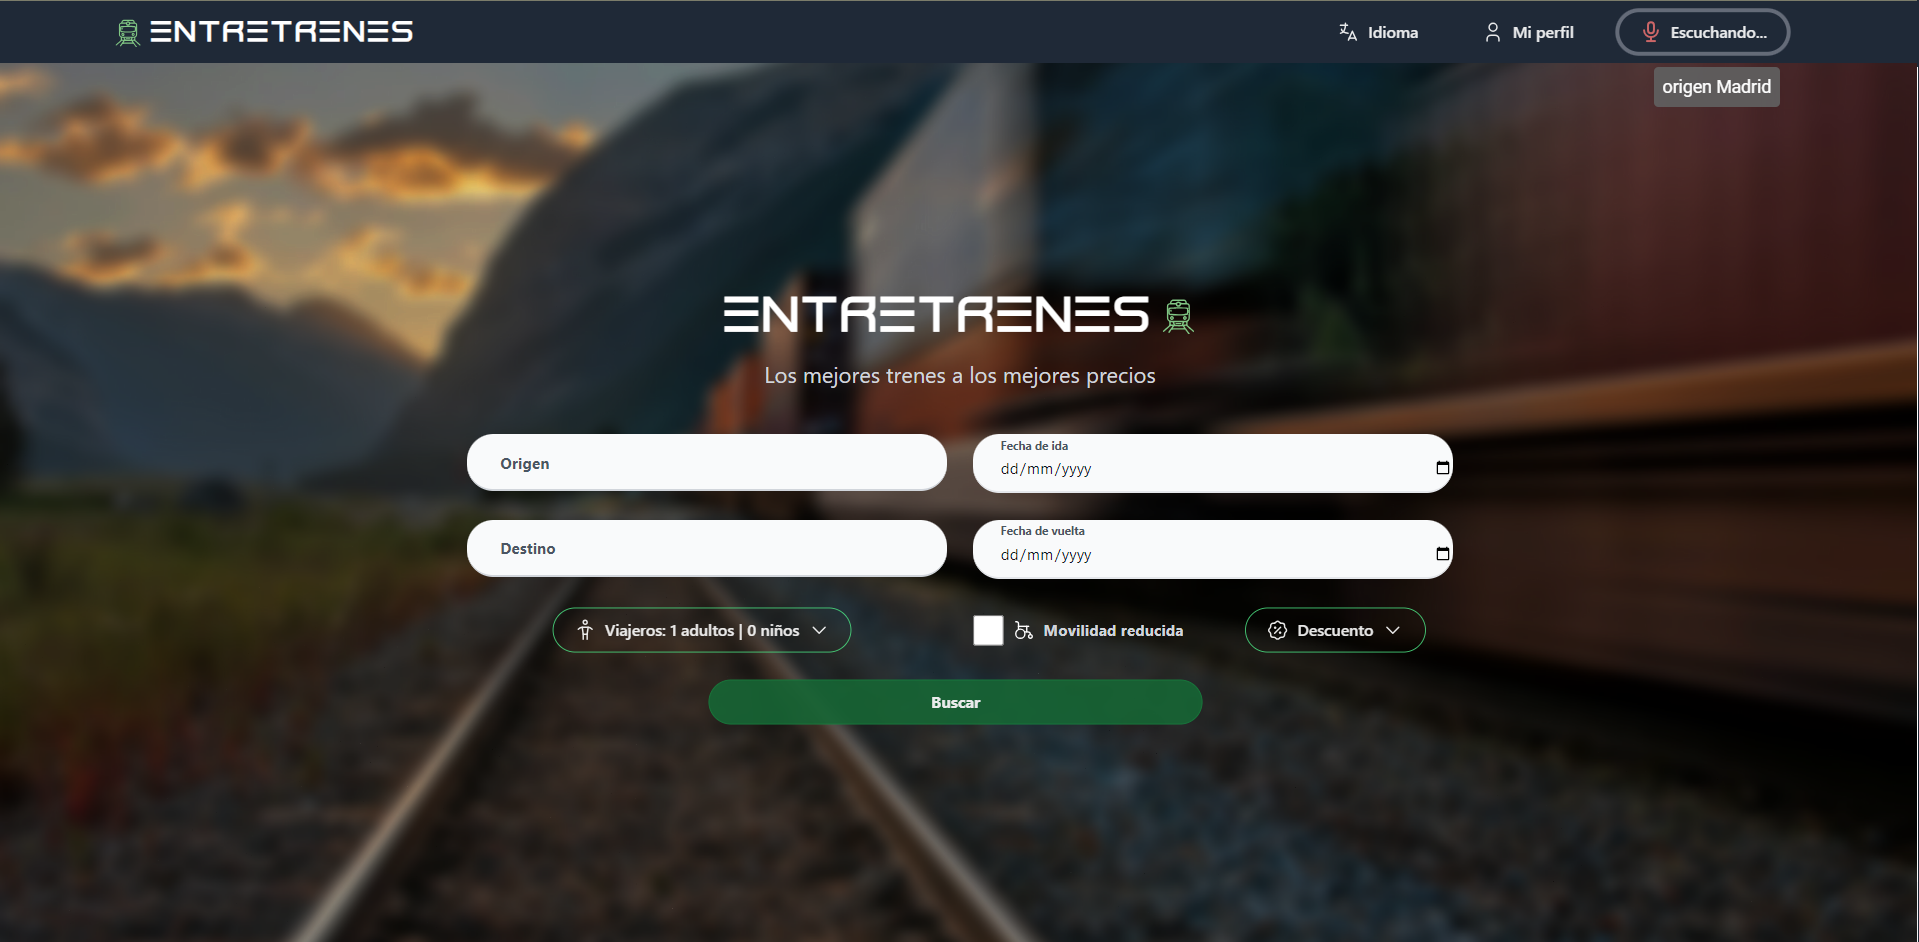 ENTRETRENES
Idioma
Mi perfil
Escuchando...
origen Madrid
ENTRETRENES
Los mejores trenes a los mejores precios
Origen
Fecha de ida
dd/mm/yyyy
Destino
Fecha de vuelta
dd/mm/yyyy
Viajeros: 1 adultos | 0 niños
Movilidad reducida
Descuento
Buscar